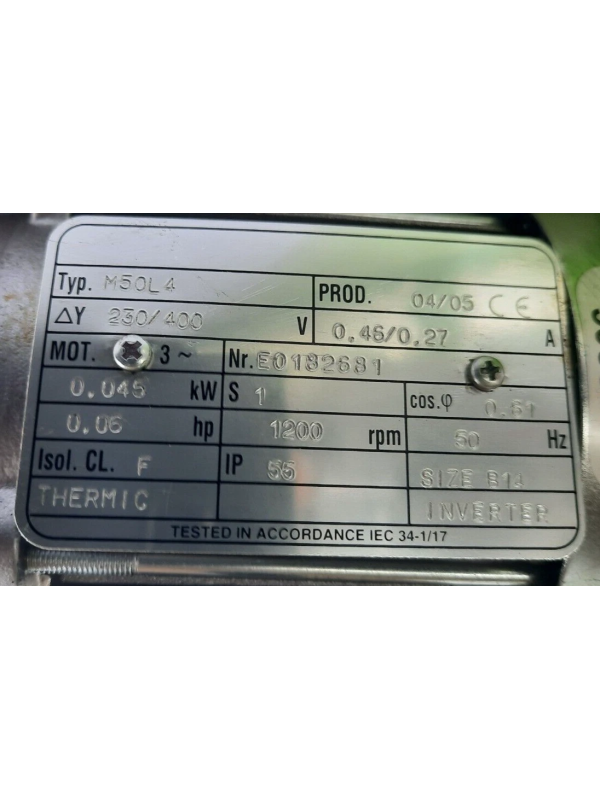 Typ. M50L4
PROD. 04/05 CE
ΔY 230/400 V
0.46/0.27 A
MOT. 3~
Nr. E0182681
0.045 kW
S 1
cos.φ 0.61
0.06 hp
1200 rpm
50 Hz
Isol. CL. F
IP 55
SIZE B14
THERMIC
INVERTER
TESTED IN ACCORDANCE IEC 34-1/17